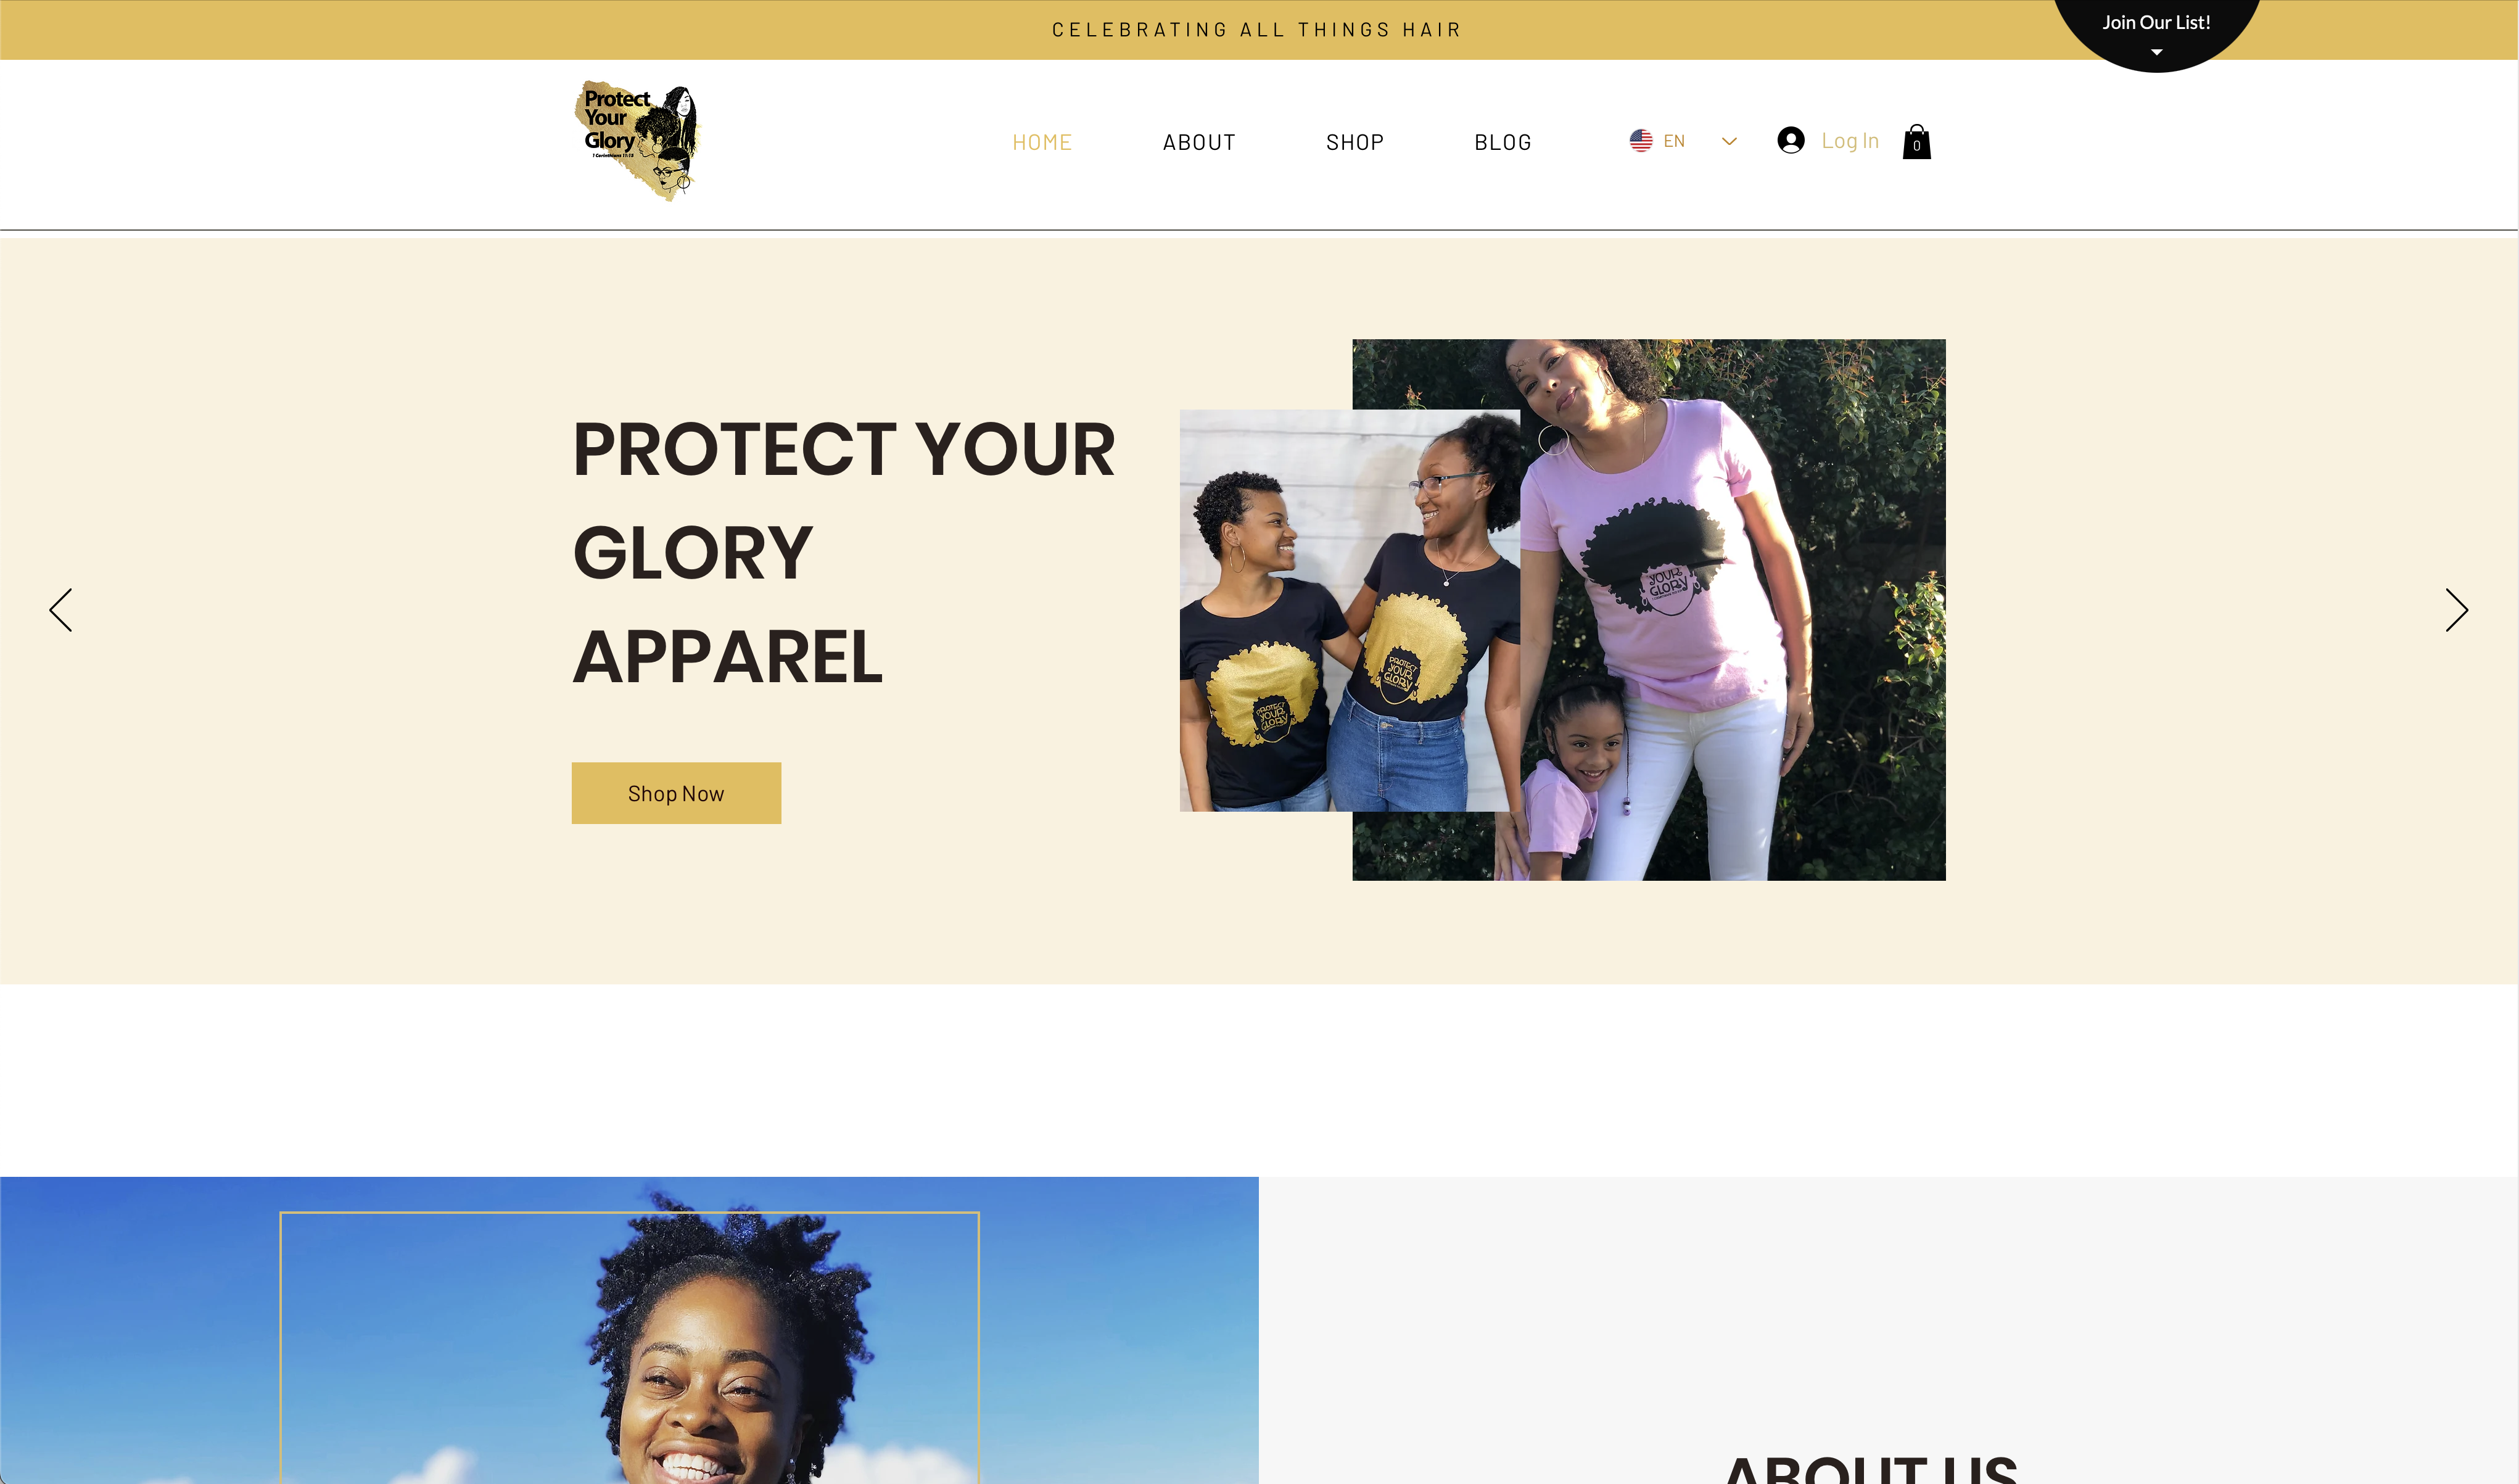 CELEBRATING ALL THINGS HAIR
Join Our List!
Protect
Your
Glory
1 Corinthians 11:15
HOME
ABOUT
SHOP
BLOG
EN
Log In
0
PROTECT YOUR
GLORY
APPAREL
Shop Now
PROTECT
YOUR
GLORY
PROTECT
YOUR
GLORY
YOUR
GLORY
ABOUT US